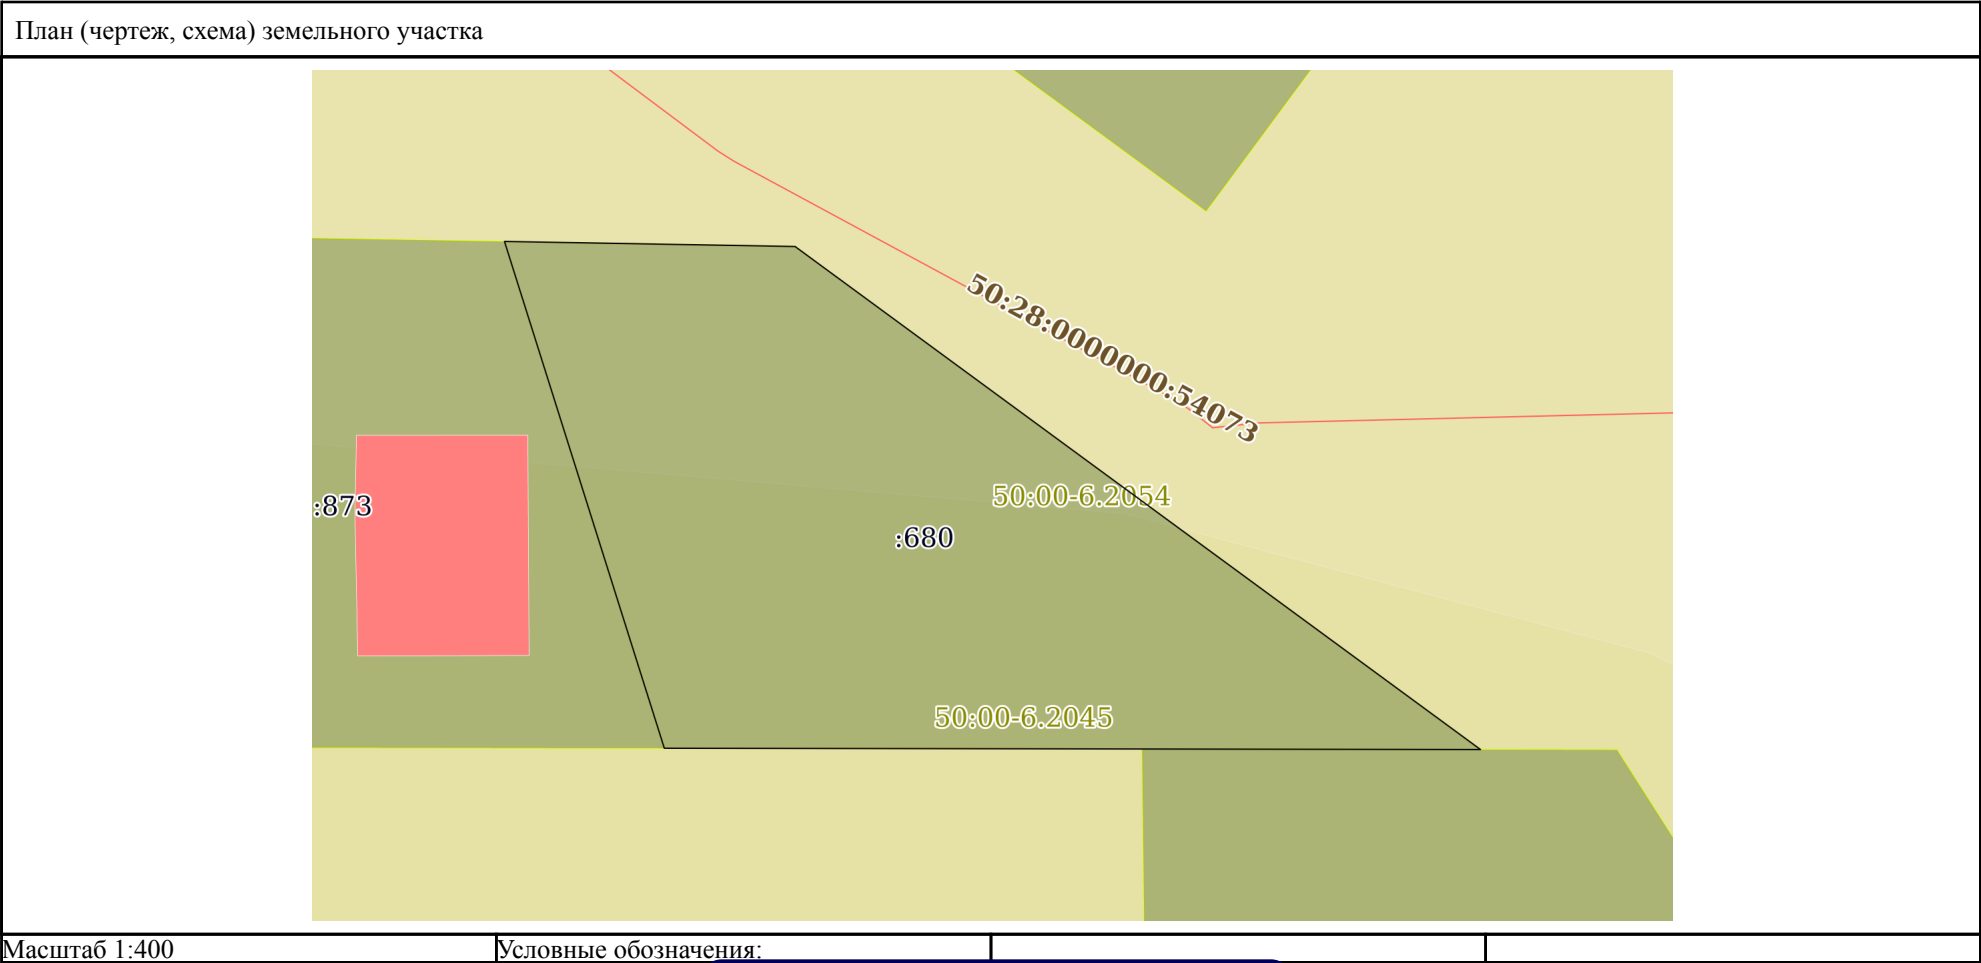 План (чертеж, схема) земельного участка
50:28:0000000:54073
50:00-6.2054
:873
:680
50:00-6.2045
Масштаб 1:400
Условные обозначения: